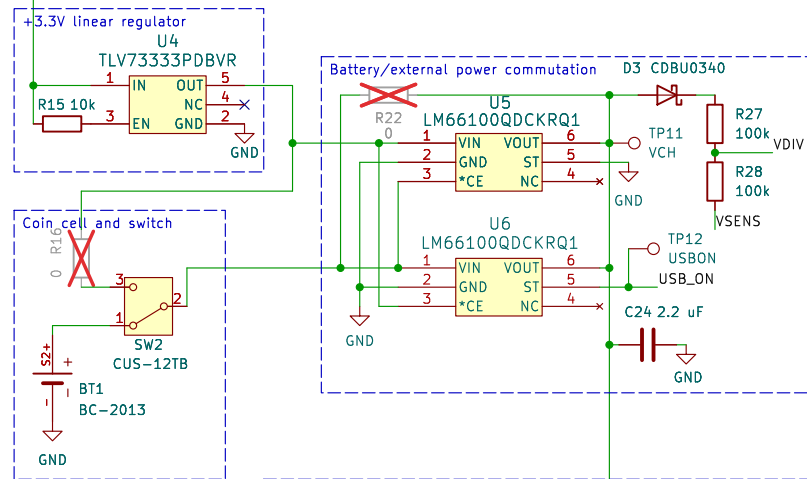 +3.3V linear regulator
U4
TLV73333PDBVR
1 IN OUT 5
NC 4
R15 10k
3 EN GND 2
GND
Battery/external power commutation
D3 CDBU0340
R22
0
U5
LM66100QDCKRQ1
1 VIN VOUT 6
2 GND ST 5
3 *CE NC 4
TP11
VCH
GND
R27
100k
VDIV
R28
100k
VSENS
Coin cell and switch
R16
0
3
2
1
SW2
CUS-12TB
S2+
+
-
BT1
BC-2013
GND
U6
LM66100QDCKRQ1
1 VIN VOUT 6
2 GND ST 5
3 *CE NC 4
GND
TP12
USBON
USB_ON
C24 2.2 uF
GND